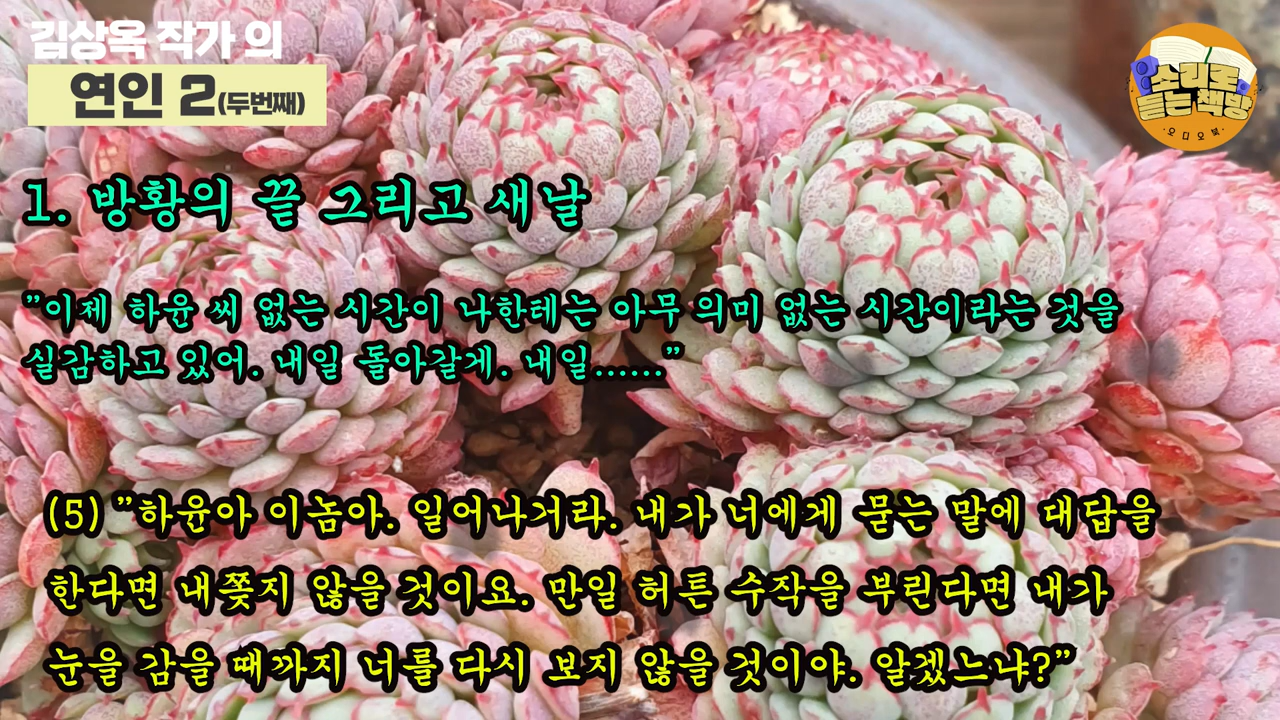 김상옥 작가 의
연인 2(두번째)
소리로
듣는 책방
·오디오북·
1. 방황의 끝 그리고 새날
"이제 하윤 씨 없는 시간이 나한테는 아무 의미 없는 시간이라는 것을
실감하고 있어. 내일 돌아갈게. 내일......"
(5) "하윤아 이놈아. 일어나거라. 내가 너에게 묻는 말에 대답을
한다면 내쫓지 않을 것이요. 만일 허튼 수작을 부린다면 내가
눈을 감을 때까지 너를 다시 보지 않을 것이야. 알겠느냐?"